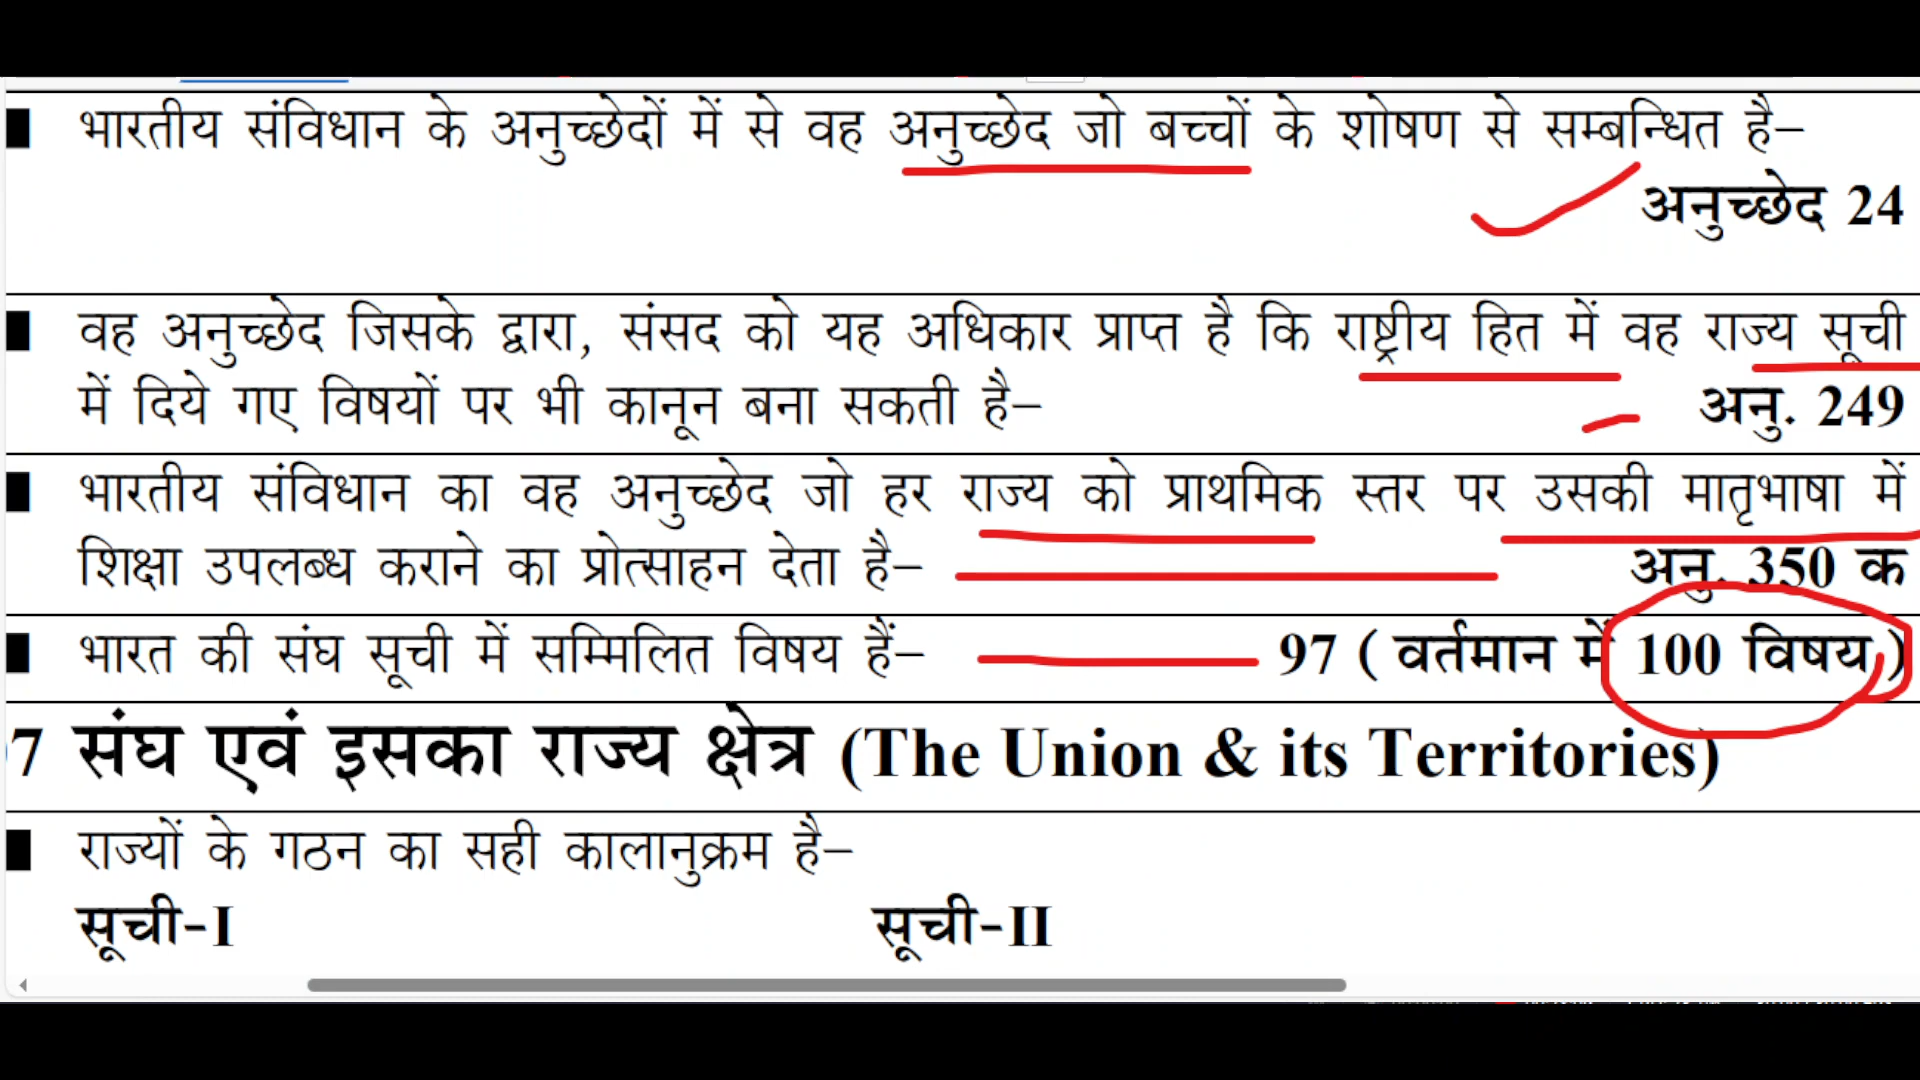 भारतीय संविधान के अनुच्छेदों में से वह अनुच्छेद जो बच्चों के शोषण से सम्बन्धित है–
अनुच्छेद 24
वह अनुच्छेद जिसके द्वारा, संसद को यह अधिकार प्राप्त है कि राष्ट्रीय हित में वह राज्य सूची
में दिये गए विषयों पर भी कानून बना सकती है– अनु. 249
भारतीय संविधान का वह अनुच्छेद जो हर राज्य को प्राथमिक स्तर पर उसकी मातृभाषा में
शिक्षा उपलब्ध कराने का प्रोत्साहन देता है– अनु. 350 क
भारत की संघ सूची में सम्मिलित विषय हैं– 97 ( वर्तमान में 100 विषय )
7 संघ एवं इसका राज्य क्षेत्र (The Union & its Territories)
राज्यों के गठन का सही कालानुक्रम है–
सूची-I सूची-II